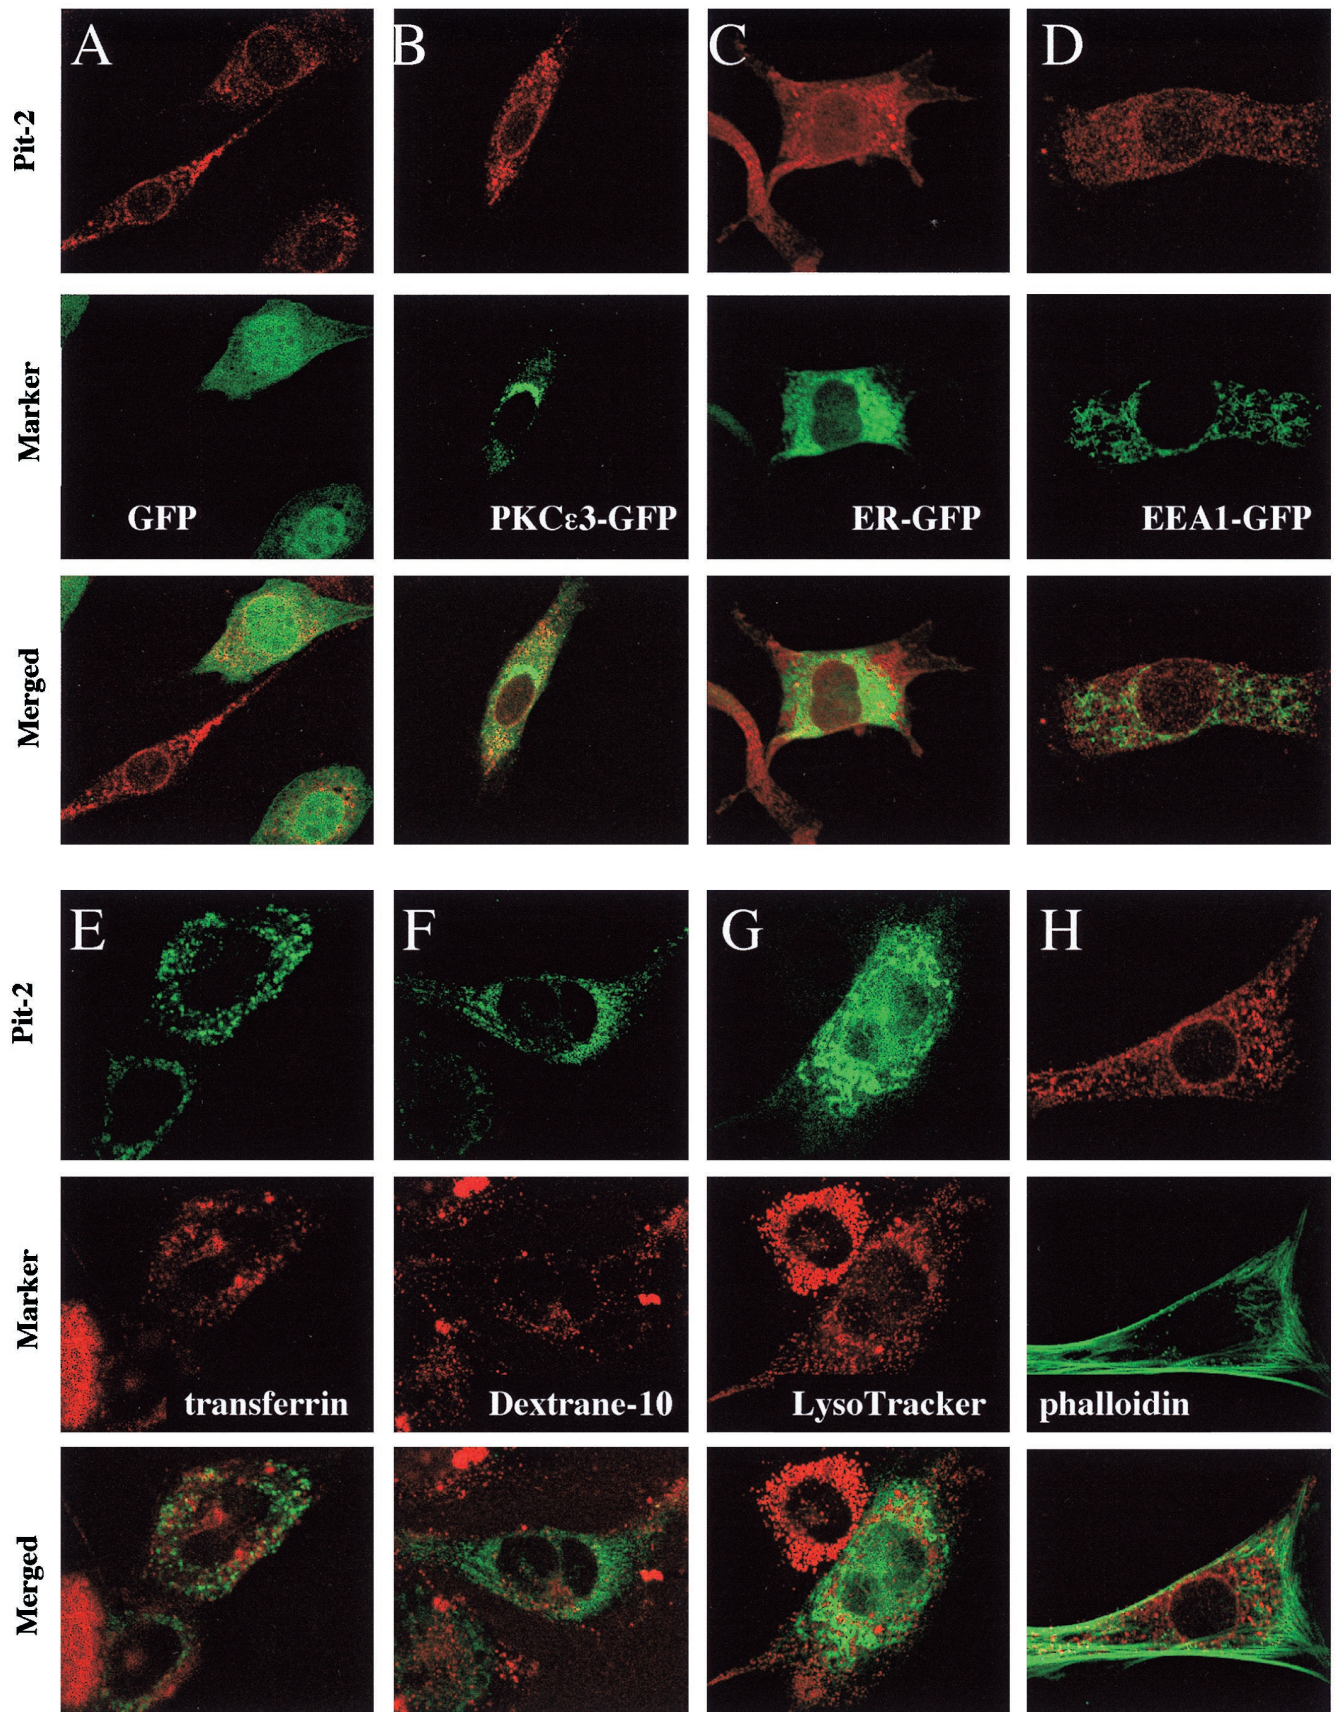 A B C D
Pit-2
Marker
GFP PKCε3-GFP ER-GFP EEA1-GFP
Merged
E F G H
Pit-2
Marker
transferrin Dextrane-10 LysoTracker phalloidin
Merged